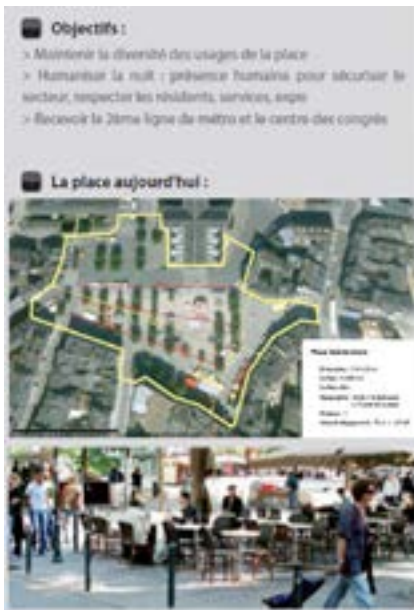 Objectifs :
> Maintenir la diversité des usages de la place
> Humaniser la nuit : présence humaine pour sécuriser le
secteur, respecter les résidents, services, expo
> Recevoir la 2ème ligne de métro et le centre des congrès
La place aujourd'hui :